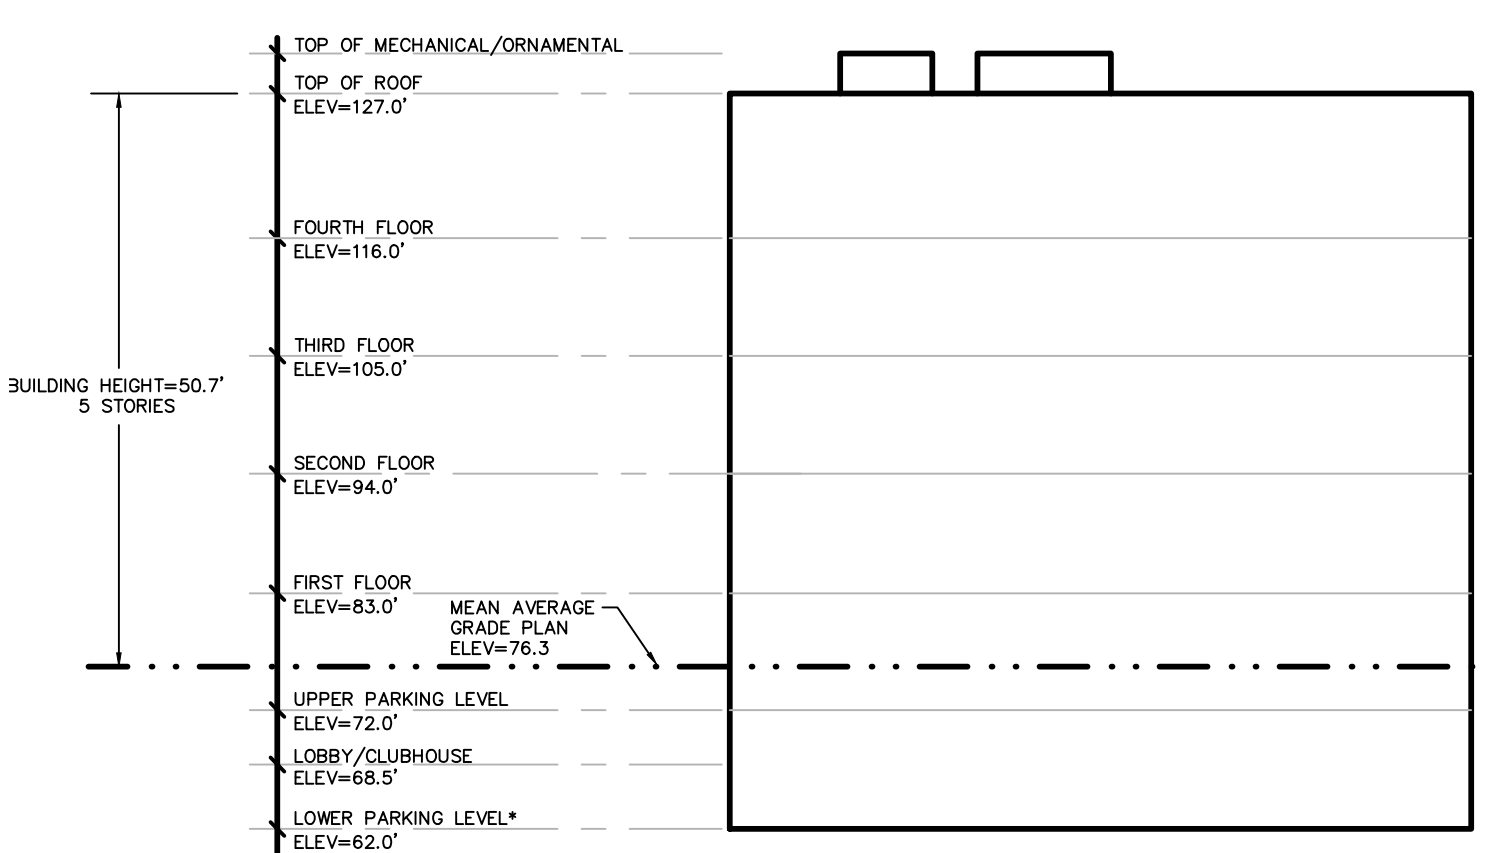 TOP OF MECHANICAL/ORNAMENTAL
TOP OF ROOF
ELEV=127.0'
FOURTH FLOOR
ELEV=116.0'
THIRD FLOOR
ELEV=105.0'
BUILDING HEIGHT=50.7'
5 STORIES
SECOND FLOOR
ELEV=94.0'
FIRST FLOOR
ELEV=83.0'
MEAN AVERAGE
GRADE PLAN
ELEV=76.3
UPPER PARKING LEVEL
ELEV=72.0'
LOBBY/CLUBHOUSE
ELEV=68.5'
LOWER PARKING LEVEL*
ELEV=62.0'